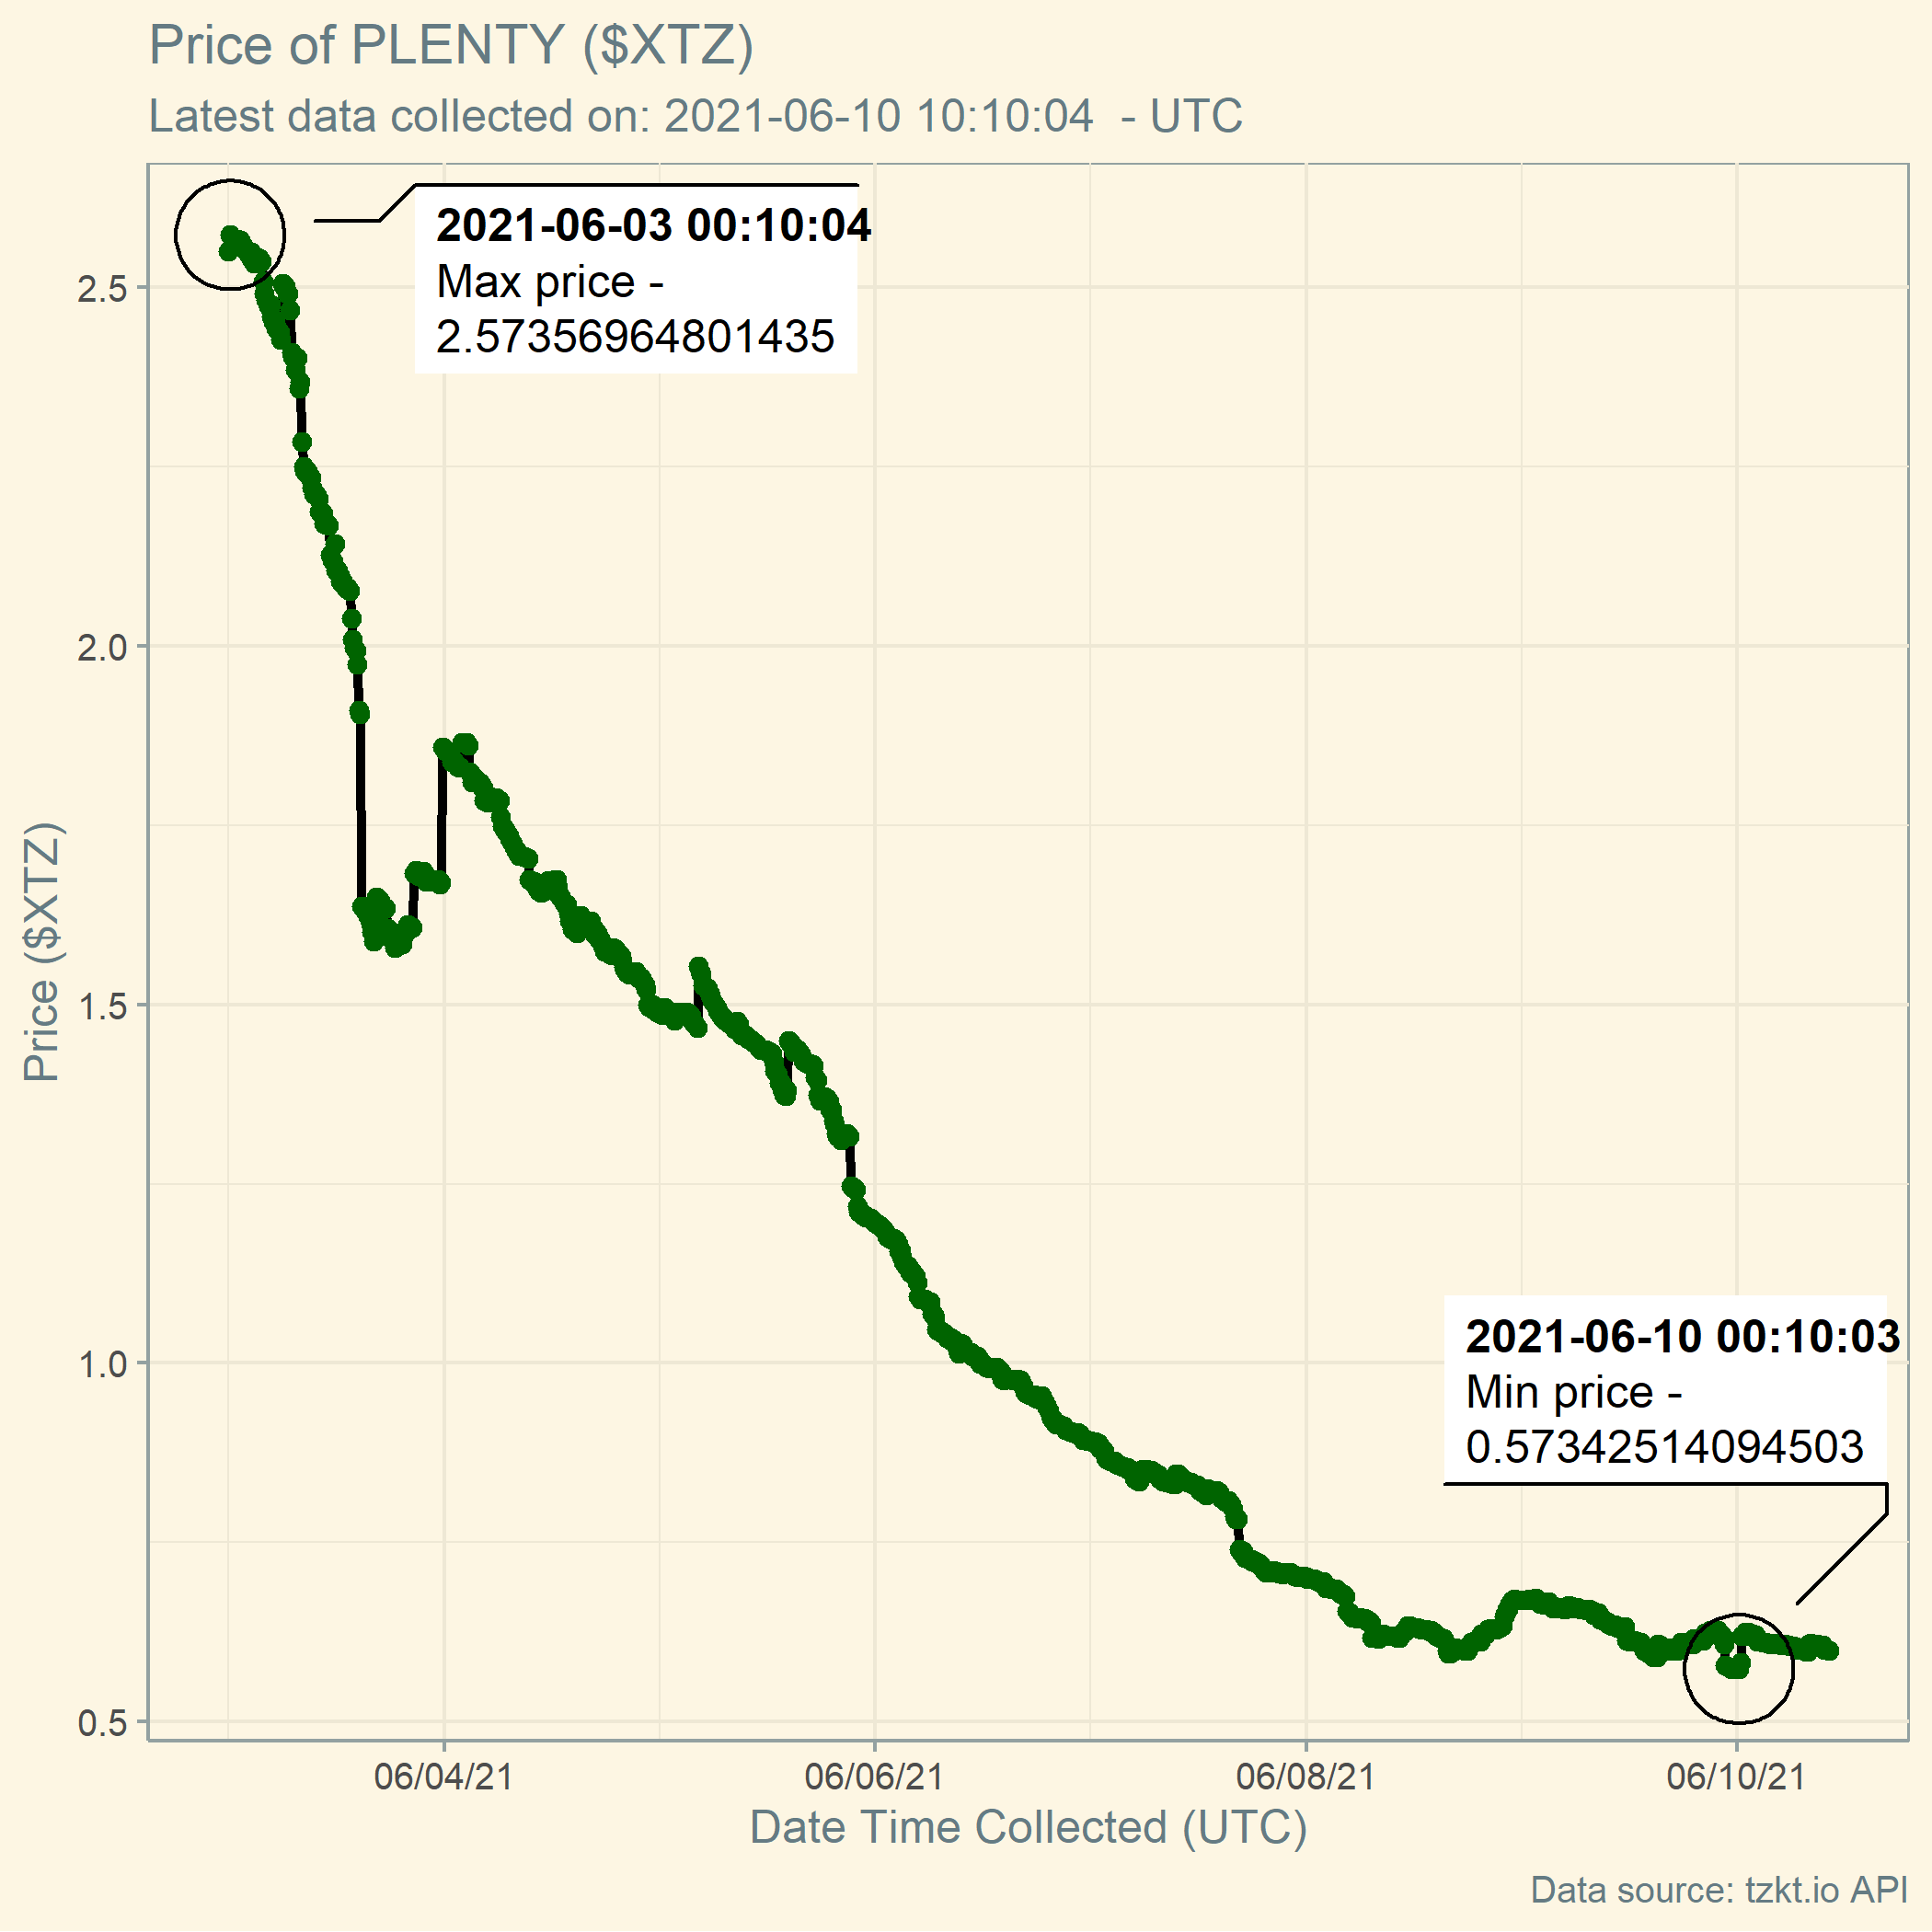 Price of PLENTY ($XTZ)
Latest data collected on: 2021-06-10 10:10:04  - UTC
2021-06-03 00:10:04
Max price -
2.57356964801435
2.5
2.0
1.5
1.0
0.5
Price ($XTZ)
2021-06-10 00:10:03
Min price -
0.57342514094503
06/04/21
06/06/21
06/08/21
06/10/21
Date Time Collected (UTC)
Data source: tzkt.io API